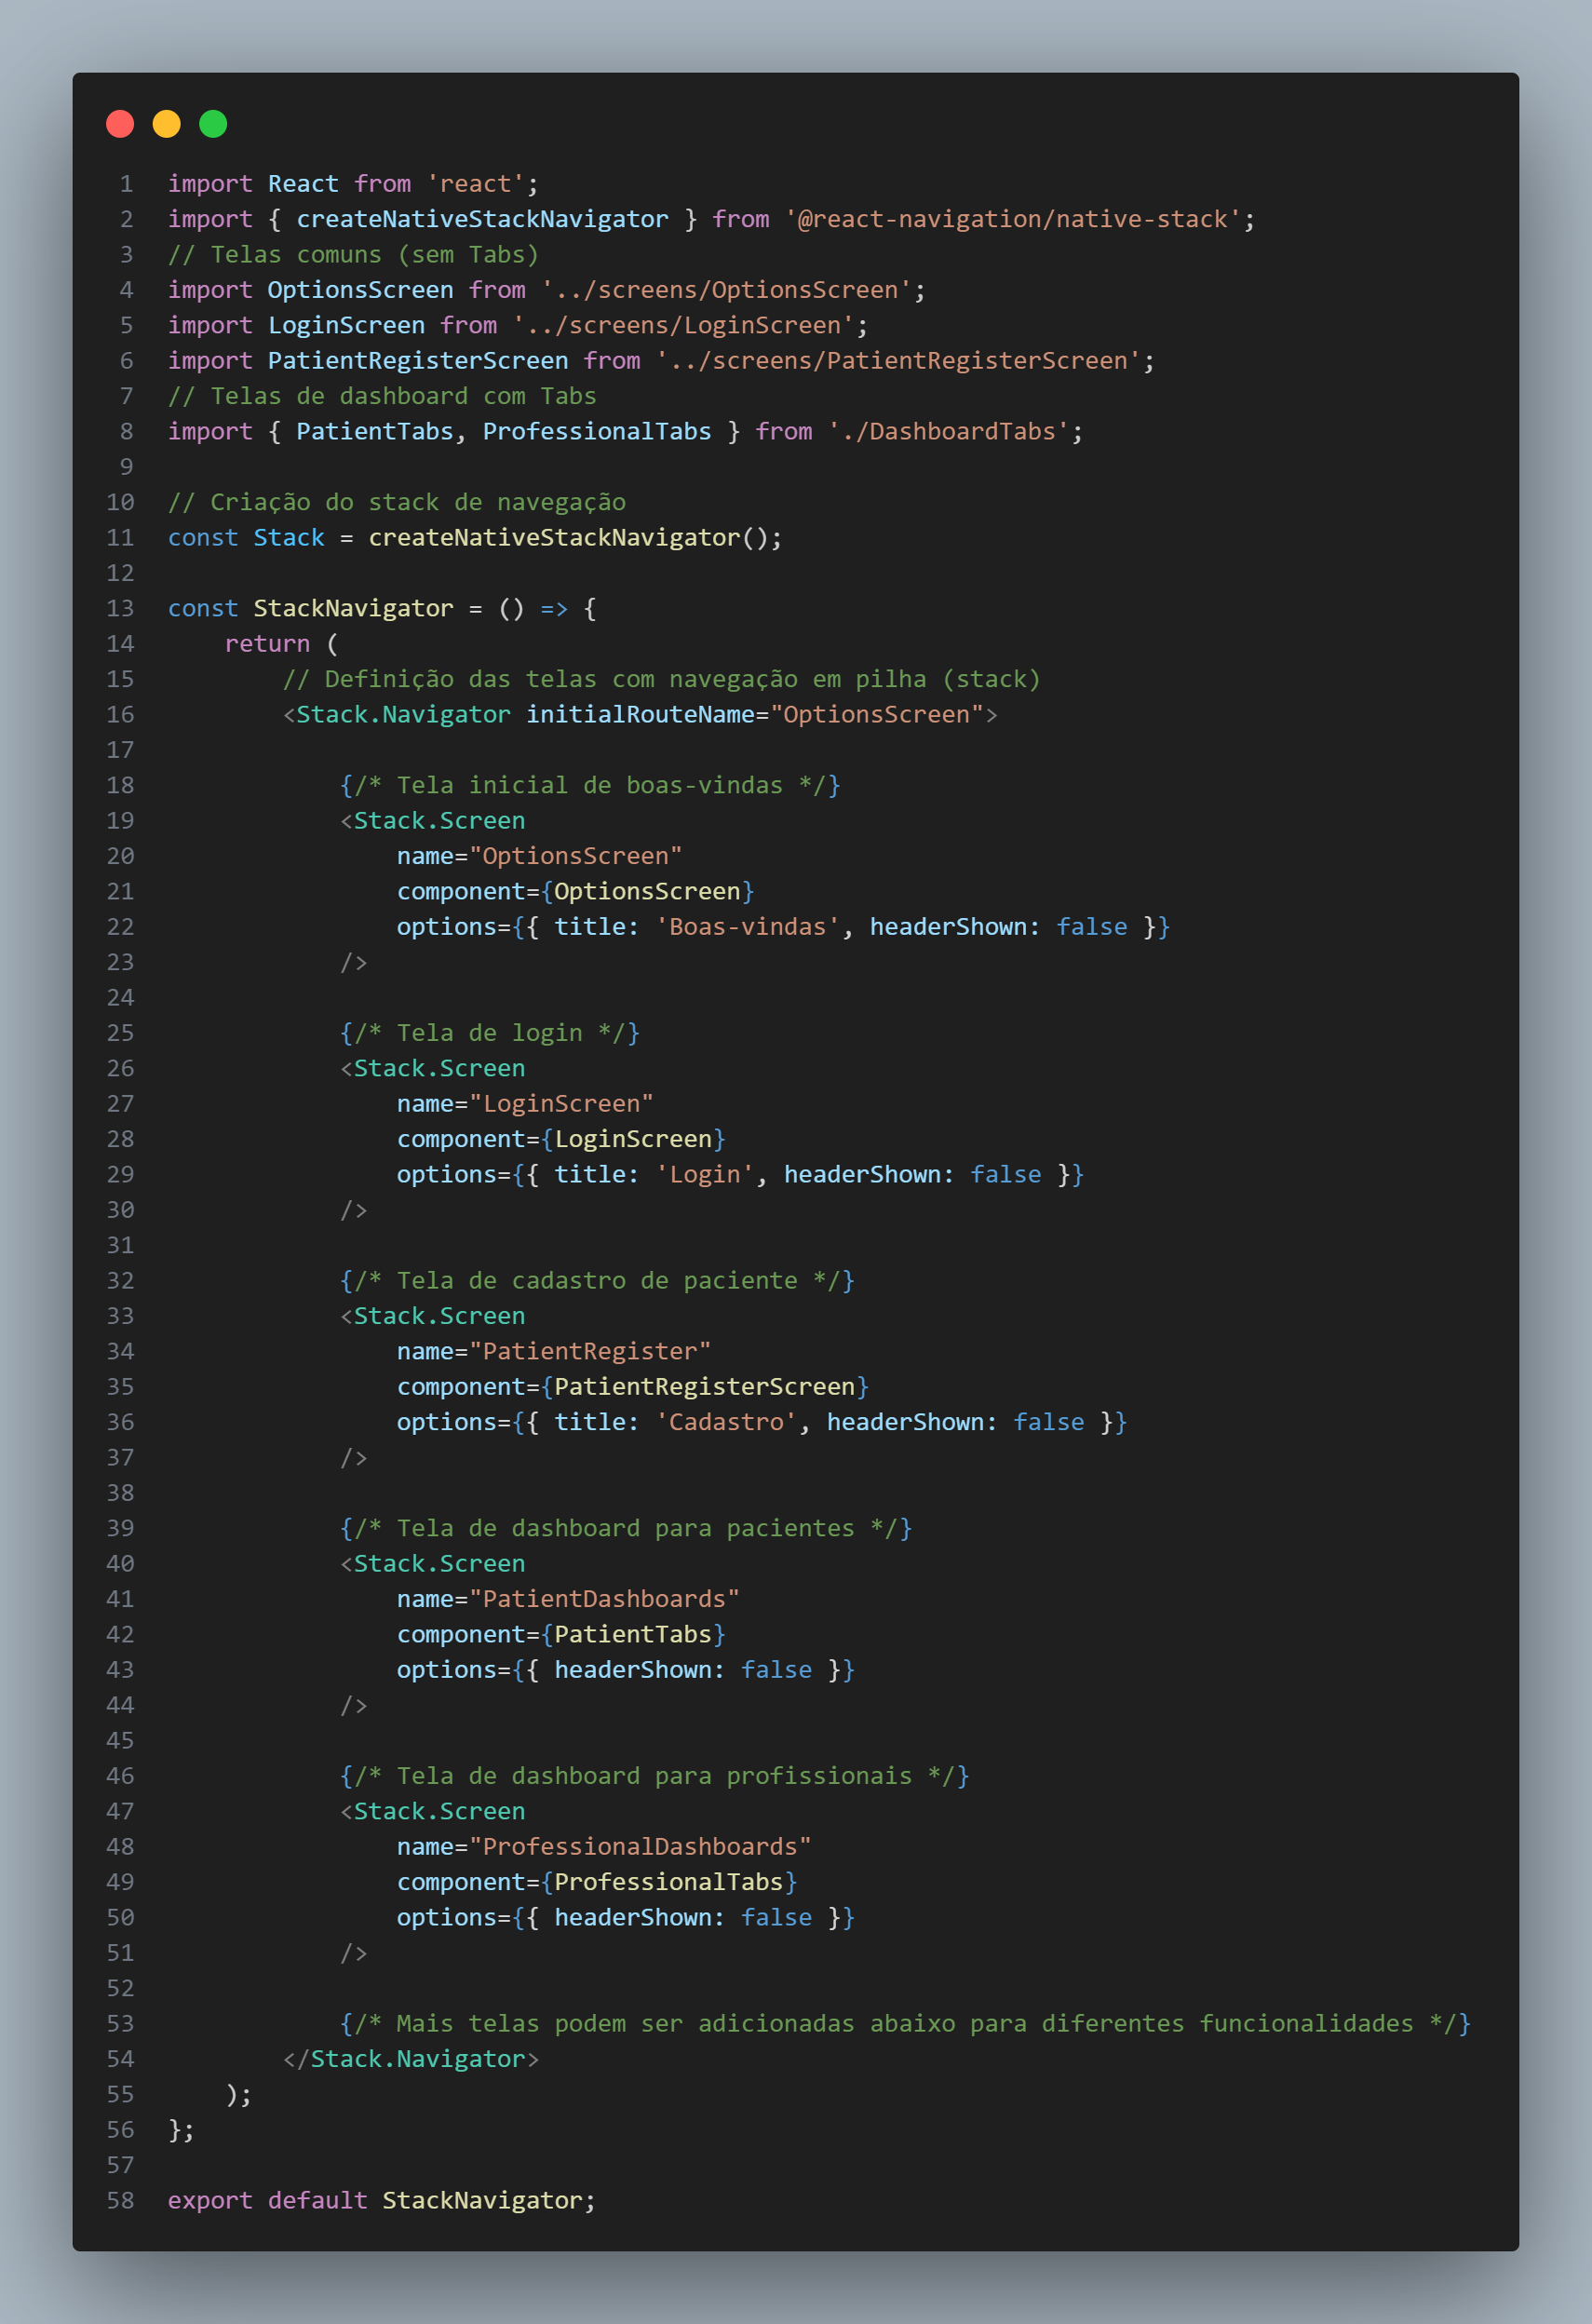 1 import React from 'react';
2 import { createNativeStackNavigator } from '@react-navigation/native-stack';
3 // Telas comuns (sem Tabs)
4 import OptionsScreen from '../screens/OptionsScreen';
5 import LoginScreen from '../screens/LoginScreen';
6 import PatientRegisterScreen from '../screens/PatientRegisterScreen';
7 // Telas de dashboard com Tabs
8 import { PatientTabs, ProfessionalTabs } from './DashboardTabs';
9
10 // Criação do stack de navegação
11 const Stack = createNativeStackNavigator();
12
13 const StackNavigator = () => {
14     return (
15         // Definição das telas com navegação em pilha (stack)
16         <Stack.Navigator initialRouteName="OptionsScreen">
17
18             {/* Tela inicial de boas-vindas */}
19             <Stack.Screen
20                 name="OptionsScreen"
21                 component={OptionsScreen}
22                 options={{ title: 'Boas-vindas', headerShown: false }}
23             />
24
25             {/* Tela de login */}
26             <Stack.Screen
27                 name="LoginScreen"
28                 component={LoginScreen}
29                 options={{ title: 'Login', headerShown: false }}
30             />
31
32             {/* Tela de cadastro de paciente */}
33             <Stack.Screen
34                 name="PatientRegister"
35                 component={PatientRegisterScreen}
36                 options={{ title: 'Cadastro', headerShown: false }}
37             />
38
39             {/* Tela de dashboard para pacientes */}
40             <Stack.Screen
41                 name="PatientDashboards"
42                 component={PatientTabs}
43                 options={{ headerShown: false }}
44             />
45
46             {/* Tela de dashboard para profissionais */}
47             <Stack.Screen
48                 name="ProfessionalDashboards"
49                 component={ProfessionalTabs}
50                 options={{ headerShown: false }}
51             />
52
53             {/* Mais telas podem ser adicionadas abaixo para diferentes funcionalidades */}
54         </Stack.Navigator>
55     );
56 };
57
58 export default StackNavigator;